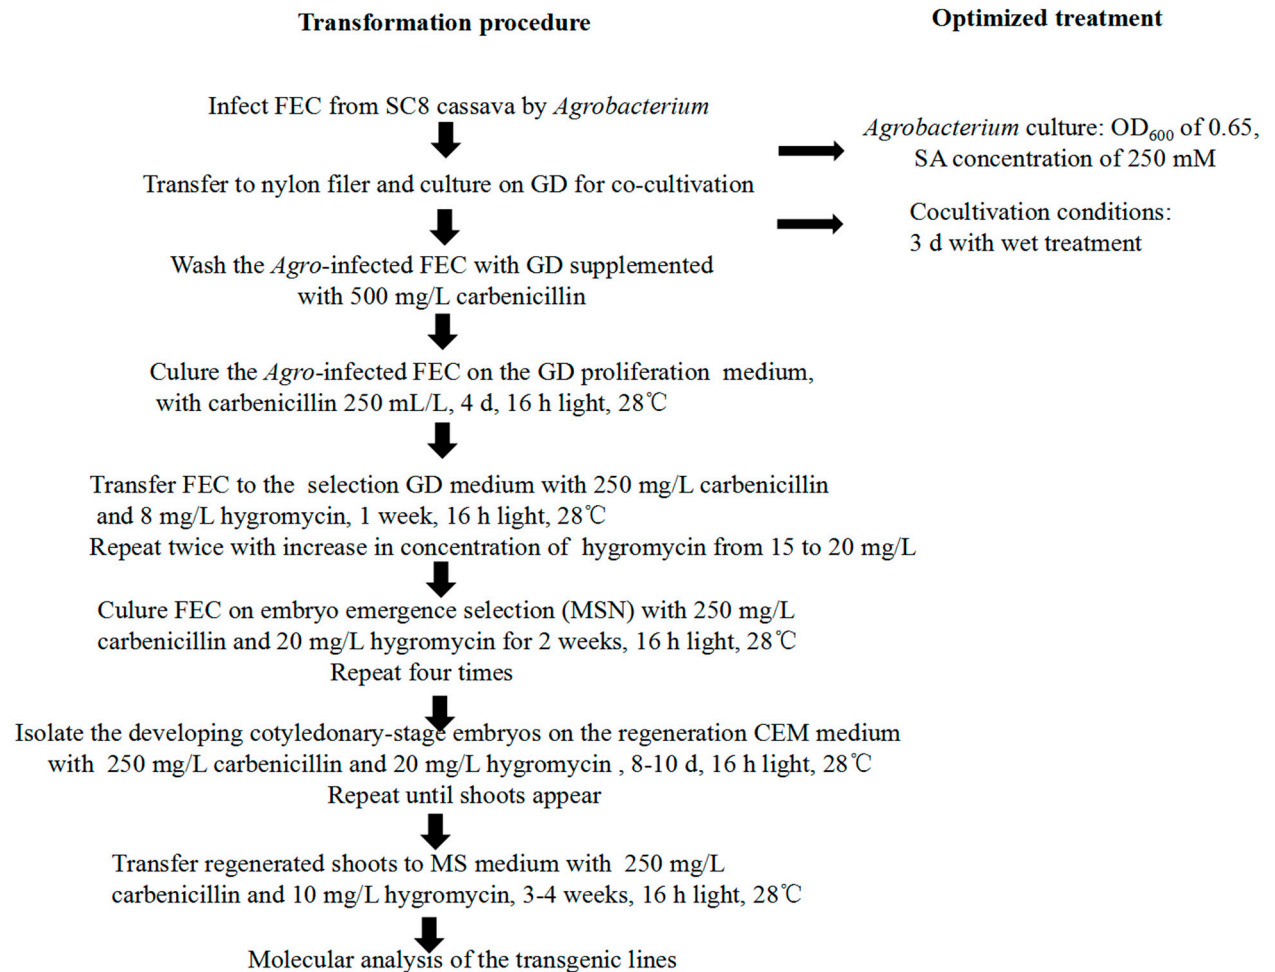 Transformation procedure
Optimized treatment
Infect FEC from SC8 cassava by Agrobacterium
Agrobacterium culture: OD600 of 0.65,
SA concentration of 250 mM
Transfer to nylon filer and culture on GD for co-cultivation
Cocultivation conditions:
3 d with wet treatment
Wash the Agro-infected FEC with GD supplemented
with 500 mg/L carbenicillin
Culure the Agro-infected FEC on the GD proliferation medium,
with carbenicillin 250 mL/L, 4 d, 16 h light, 28℃
Transfer FEC to the selection GD medium with 250 mg/L carbenicillin
and 8 mg/L hygromycin, 1 week, 16 h light, 28℃
Repeat twice with increase in concentration of hygromycin from 15 to 20 mg/L
Culure FEC on embryo emergence selection (MSN) with 250 mg/L
carbenicillin and 20 mg/L hygromycin for 2 weeks, 16 h light, 28℃
Repeat four times
Isolate the developing cotyledonary-stage embryos on the regeneration CEM medium
with 250 mg/L carbenicillin and 20 mg/L hygromycin , 8-10 d, 16 h light, 28℃
Repeat until shoots appear
Transfer regenerated shoots to MS medium with 250 mg/L
carbenicillin and 10 mg/L hygromycin, 3-4 weeks, 16 h light, 28℃
Molecular analysis of the transgenic lines